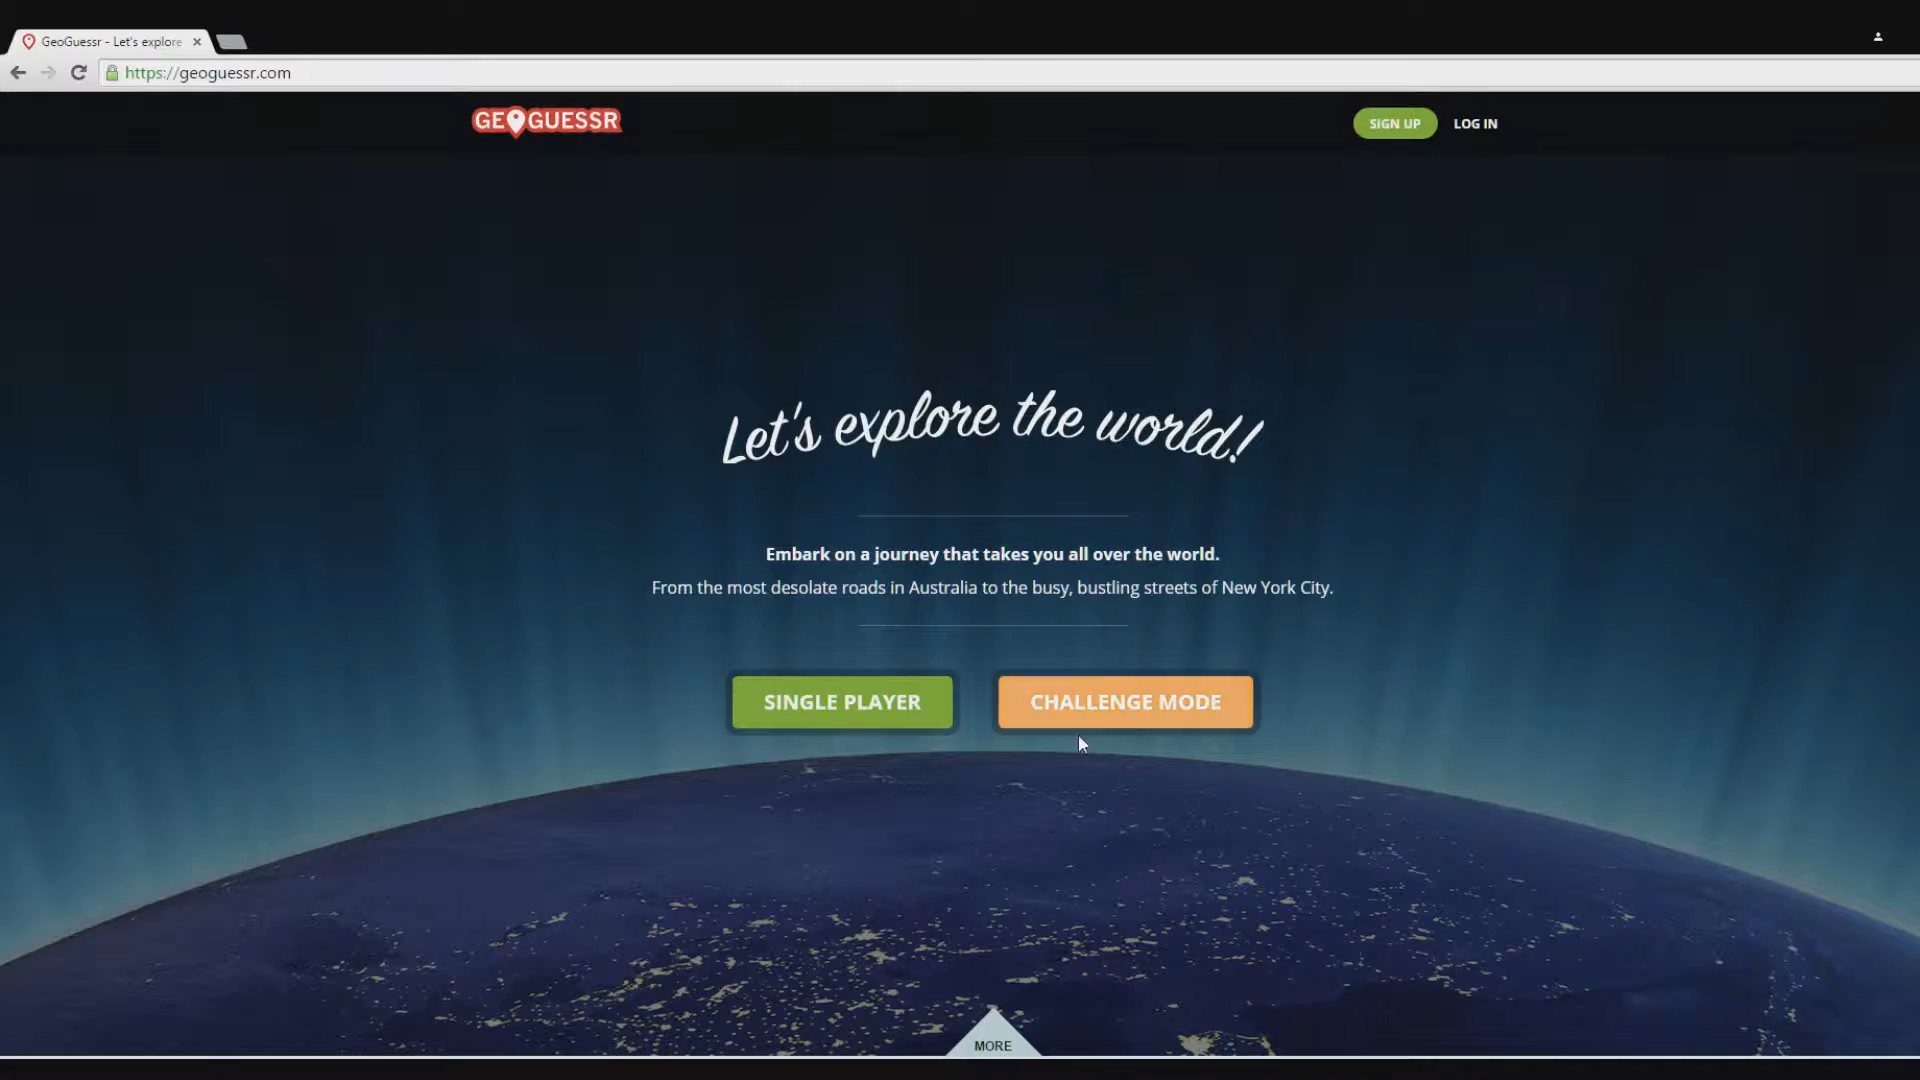 GeoGuessr - Let's explore
https://geoguessr.com
GEOGUESSR
SIGN UP
LOG IN
Let's explore the world!
Embark on a journey that takes you all over the world.
From the most desolate roads in Australia to the busy, bustling streets of New York City.
SINGLE PLAYER
CHALLENGE MODE
MORE